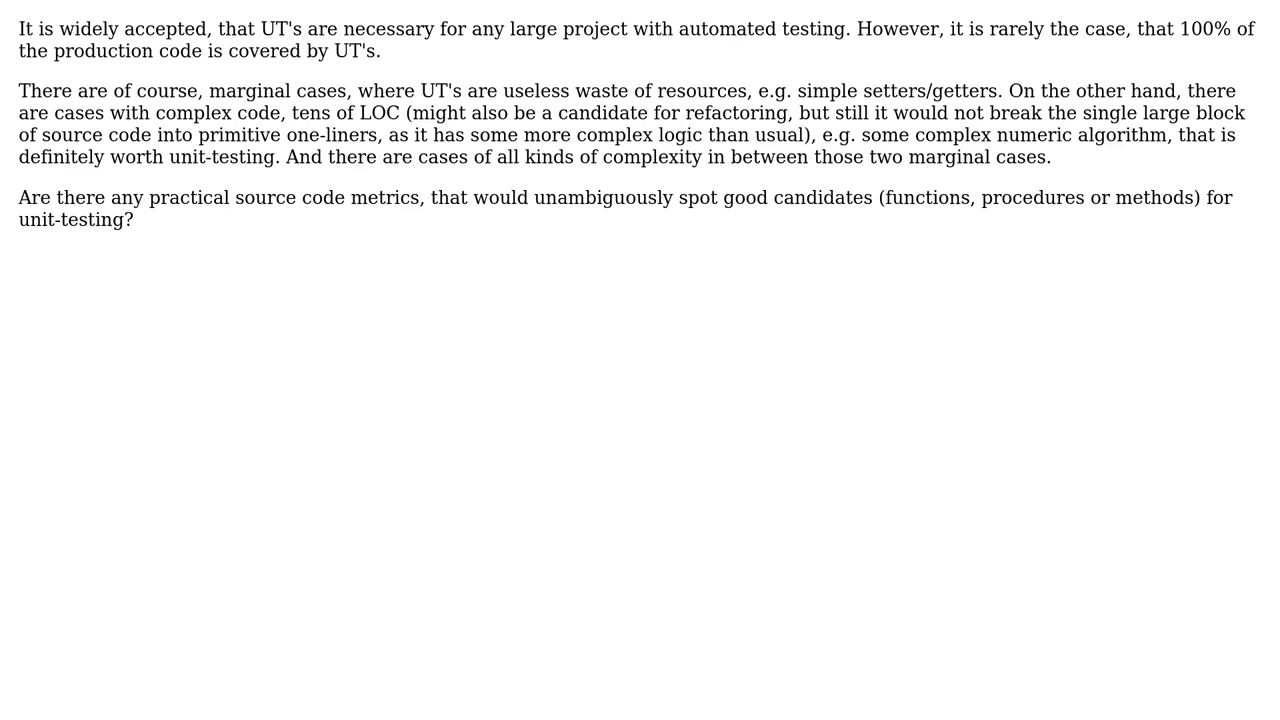 It is widely accepted, that UT's are necessary for any large project with automated testing. However, it is rarely the case, that 100% of
the production code is covered by UT's.
There are of course, marginal cases, where UT's are useless waste of resources, e.g. simple setters/getters. On the other hand, there
are cases with complex code, tens of LOC (might also be a candidate for refactoring, but still it would not break the single large block
of source code into primitive one-liners, as it has some more complex logic than usual), e.g. some complex numeric algorithm, that is
definitely worth unit-testing. And there are cases of all kinds of complexity in between those two marginal cases.
Are there any practical source code metrics, that would unambiguously spot good candidates (functions, procedures or methods) for
unit-testing?